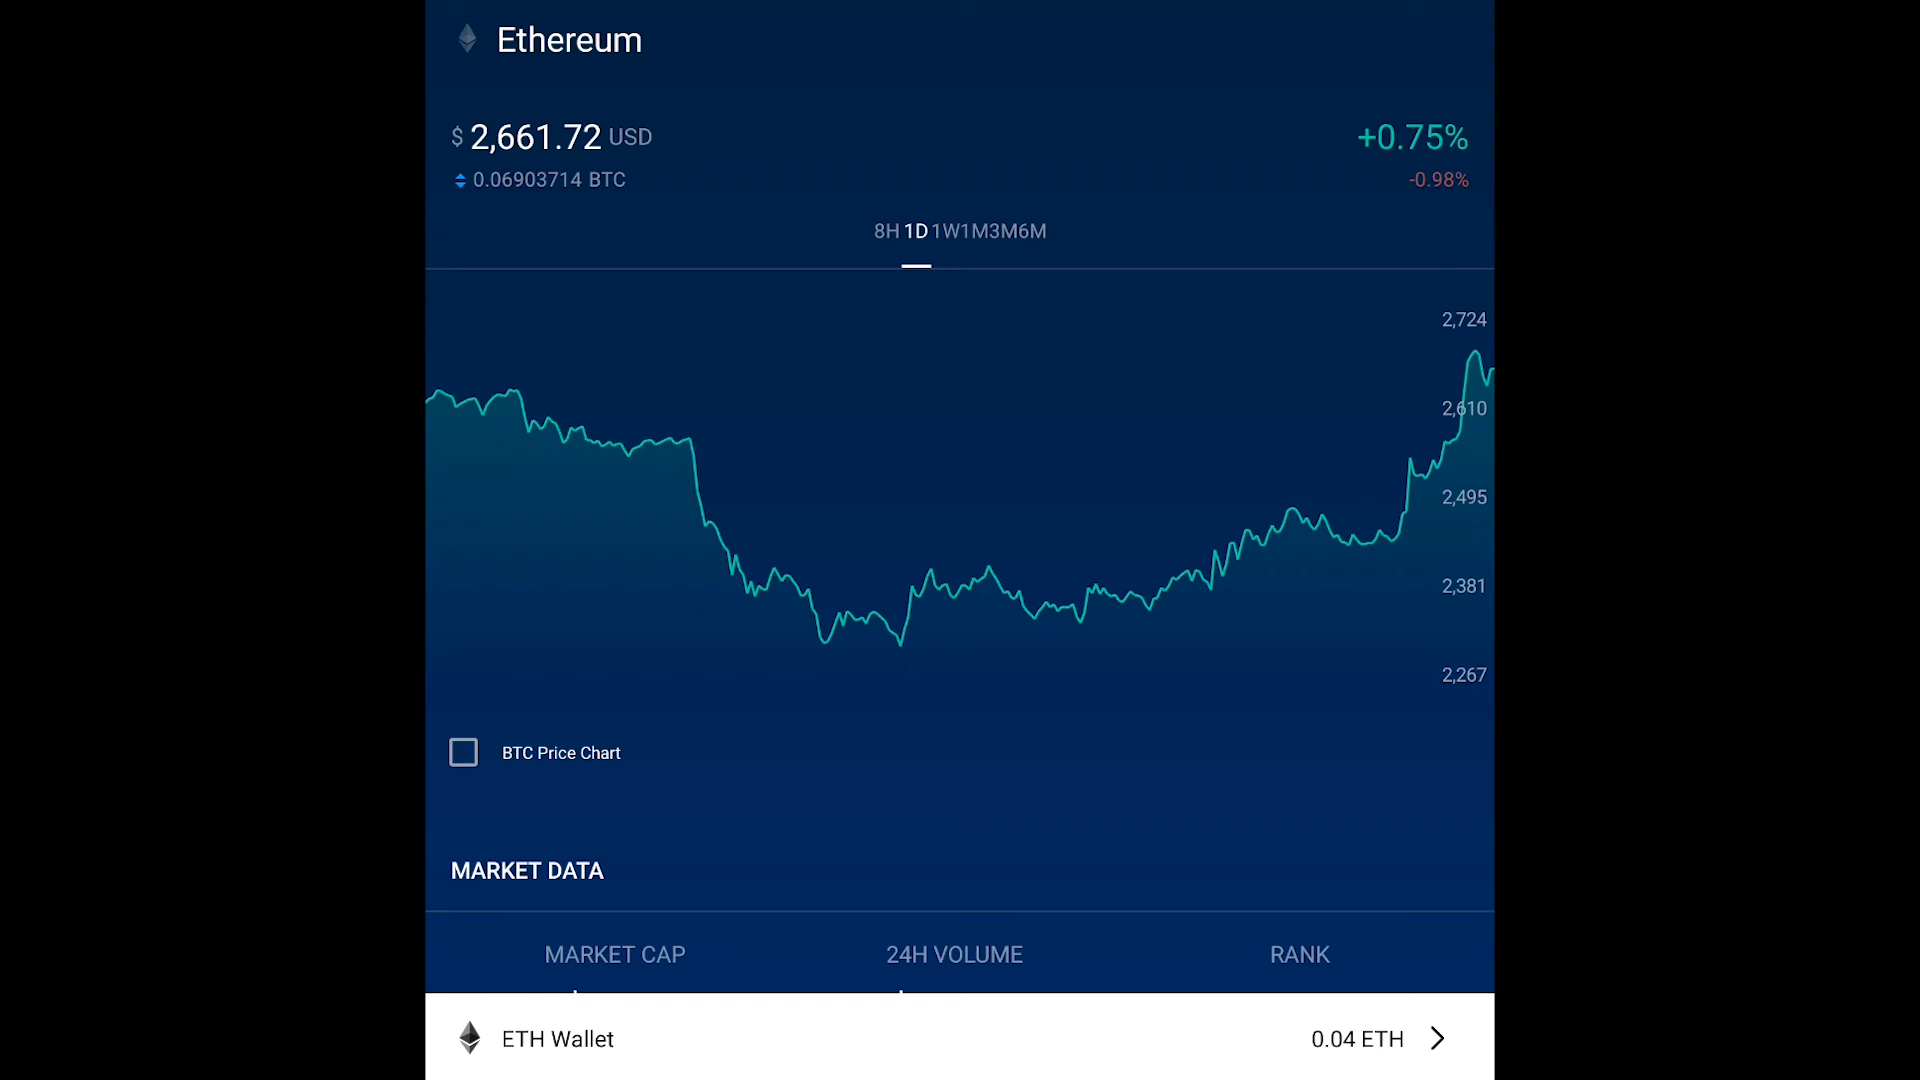 Ethereum
$ 2,661.72 USD +0.75%
0.06903714 BTC -0.98%
8H 1D 1W 1M 3M 6M
2,724
2,610
2,495
2,381
2,267
BTC Price Chart
MARKET DATA
MARKET CAP 24H VOLUME RANK
ETH Wallet 0.04 ETH